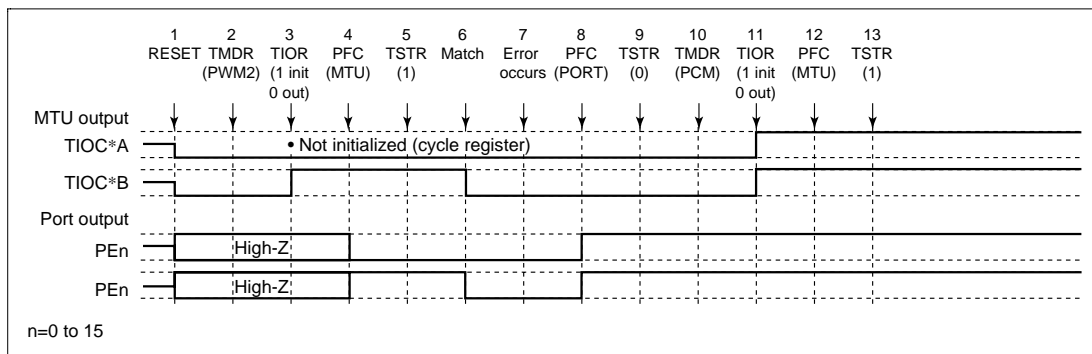 1 2 3 4 5 6 7 8 9 10 11 12 13
RESET TMDR TIOR PFC TSTR Match Error PFC TSTR TMDR TIOR PFC TSTR
(PWM2) (1 init (MTU) (1) occurs (PORT) (0) (PCM) (1 init (MTU) (1)
0 out) 0 out)
MTU output
TIOC*A • Not initialized (cycle register)
TIOC*B
Port output
PEn High-Z
PEn High-Z
n=0 to 15